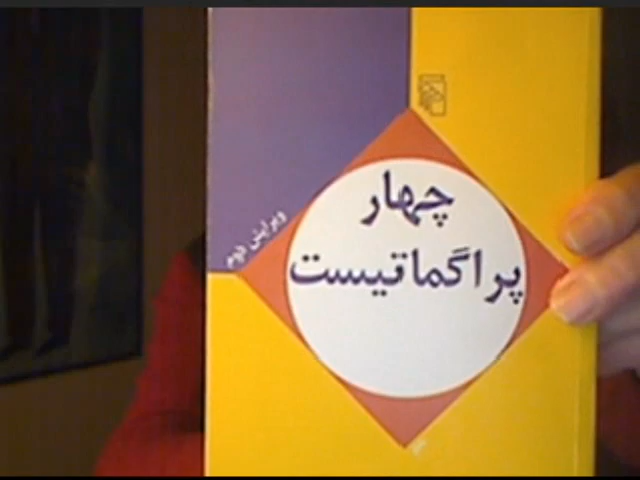 چهار
پراگماتیست
ویرایش دوم